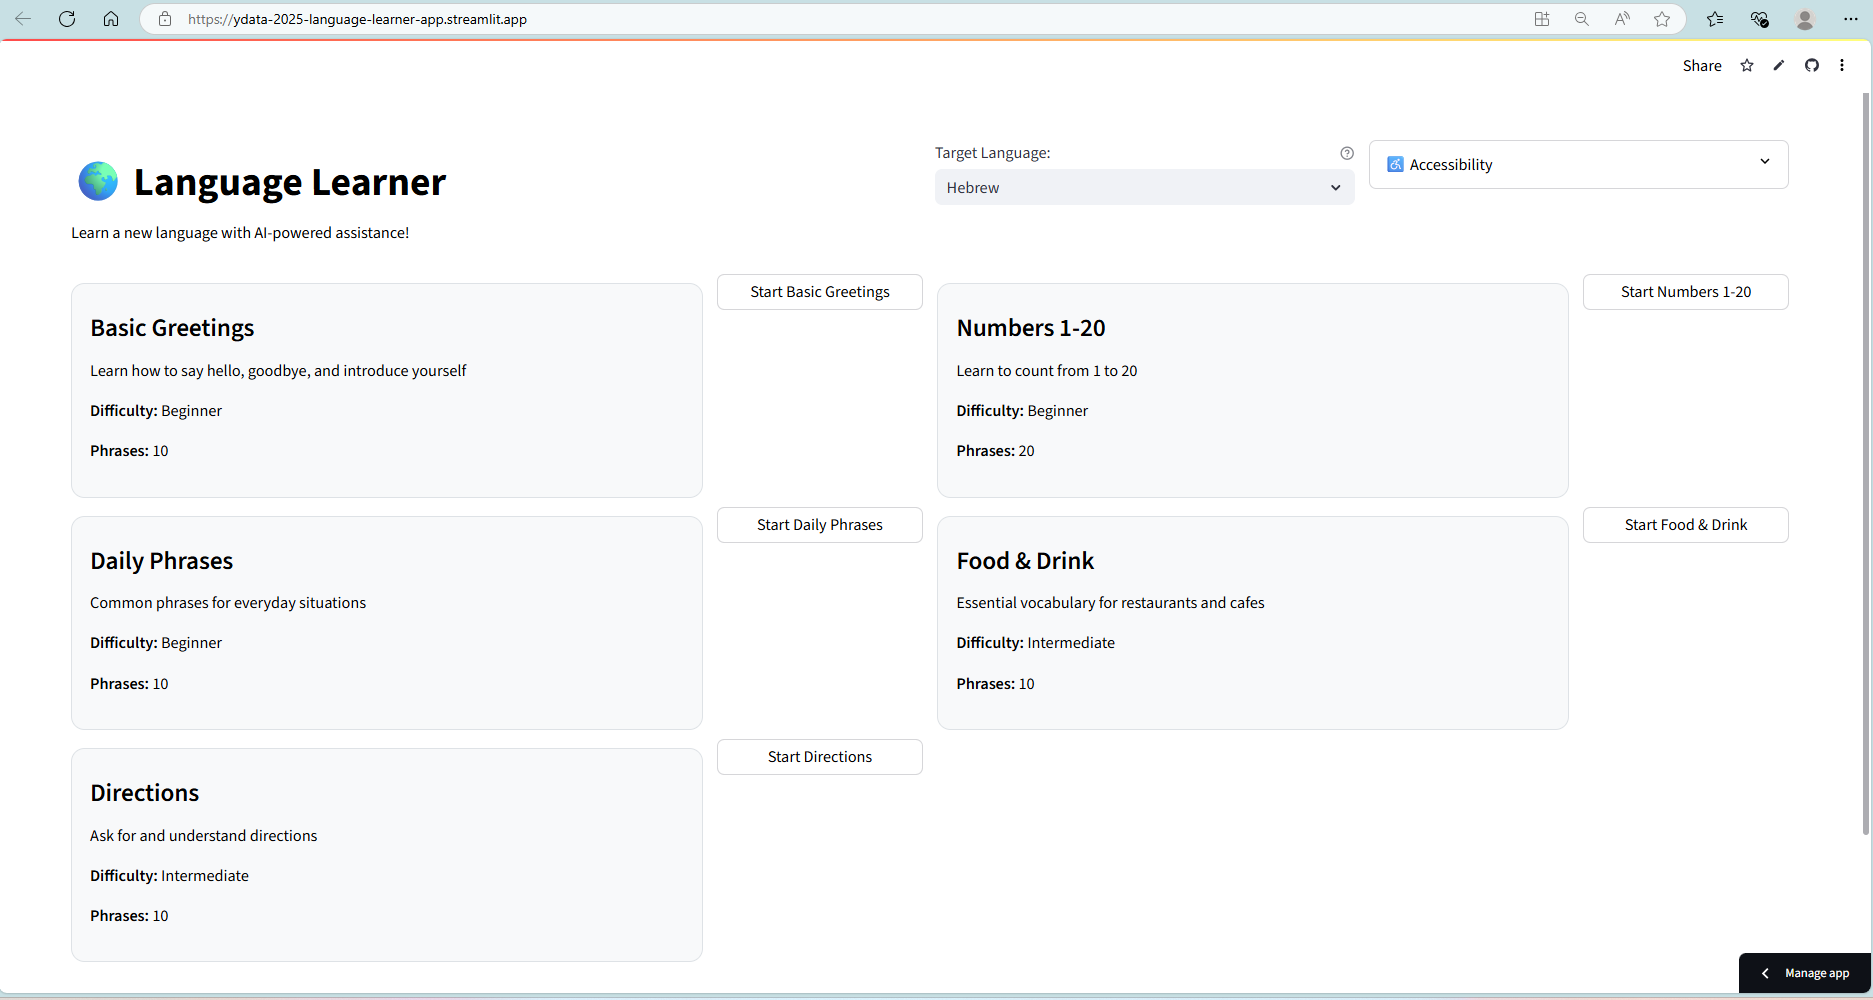 https://ydata-2025-language-learner-app.streamlit.app
Share
Language Learner
Learn a new language with AI-powered assistance!
Target Language:
Hebrew
Accessibility
Basic Greetings
Learn how to say hello, goodbye, and introduce yourself
Difficulty: Beginner
Phrases: 10
Start Basic Greetings
Numbers 1-20
Learn to count from 1 to 20
Difficulty: Beginner
Phrases: 20
Start Numbers 1-20
Daily Phrases
Common phrases for everyday situations
Difficulty: Beginner
Phrases: 10
Start Daily Phrases
Food & Drink
Essential vocabulary for restaurants and cafes
Difficulty: Intermediate
Phrases: 10
Start Food & Drink
Directions
Ask for and understand directions
Difficulty: Intermediate
Phrases: 10
Start Directions
Manage app